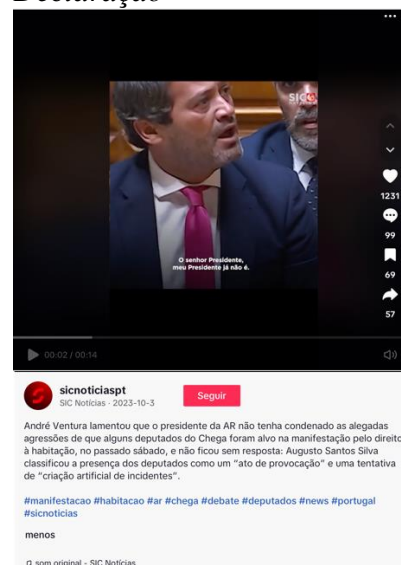 Declaração
SIC
O senhor Presidente,
meu Presidente já não é.
1231
99
69
57
00:02 / 00:14
sicnoticiaspt
SIC Notícias · 2023-10-3
Seguir
André Ventura lamentou que o presidente da AR não tenha condenado as alegadas
agressões de que alguns deputados do Chega foram alvo na manifestação pelo direito
à habitação, no passado sábado, e não ficou sem resposta: Augusto Santos Silva
classificou a presença dos deputados como um “ato de provocação” e uma tentativa
de “criação artificial de incidentes”.
#manifestacao #habitacao #ar #chega #debate #deputados #news #portugal
#sicnoticias
menos
som original - SIC Notícias